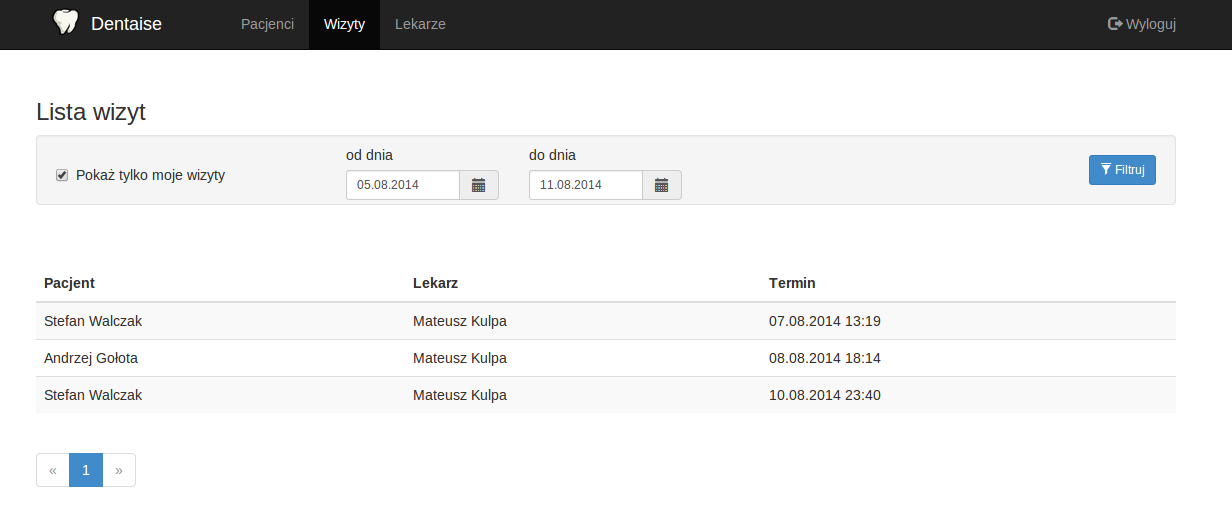 Dentaise Pacjenci Wizyty Lekarze Wyloguj
Lista wizyt
Pokaż tylko moje wizyty
od dnia
05.08.2014
do dnia
11.08.2014
Filtruj
Pacjent Lekarz Termin
Stefan Walczak Mateusz Kulpa 07.08.2014 13:19
Andrzej Gołota Mateusz Kulpa 08.08.2014 18:14
Stefan Walczak Mateusz Kulpa 10.08.2014 23:40
« 1 »